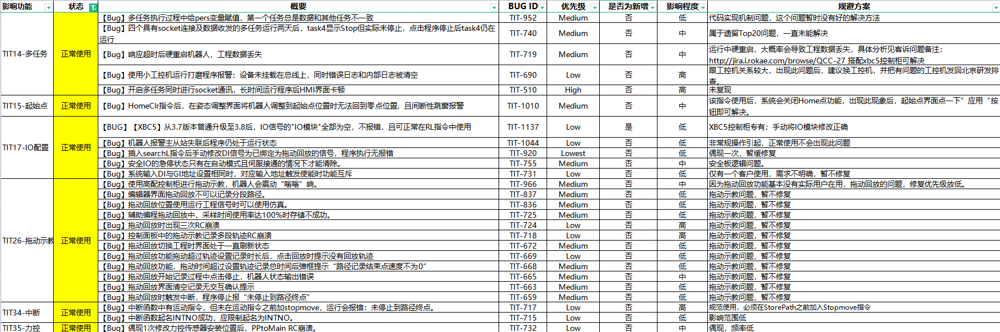 影响功能 状态 概要 BUG ID 优先级 是否为新增 影响程度 规避方案
TIT14-多任务 正常使用
【Bug】多任务执行过程中给pers变量赋值，第一个任务总是数据和其他任务不一致 TIT-952 Medium 否 低 代码实现机制问题，这个问题暂时没有好的解决方法
【Bug】四个具有socket连接及数据收发的多任务运行两天后，task4显示Stop但实际未停止，点击程序停止后task4仍在
运行 TIT-740 Medium 否 中 属于遗留Top20问题，一直未能解决
【Bug】响应超时后硬重启机器人，工程数据丢失 TIT-719 Medium 否 中 运行中硬重启，大概率会导致工程数据丢失，具体分析见客诉问题备注：
http://jira.i.rokae.com/browse/QCC-27 搭配xbc5控制柜可解决
【Bug】使用小工控机运行打磨程序报警：设备未挂载在总线上，同时错误日志和内部日志被清空 TIT-690 Low 否 高 跟工控机关系较大，出现此问题后，建议换工控机，并把有问题的工控机发回北京研发排
查。
【Bug】开启多任务同时进行socket通讯，长时间运行程序后HMI界面卡顿 TIT-510 High 否 高 未复现
TIT15-起始点 正常使用 【Bug】HomeClr指令后，在姿态调整界面将机器人调整到起始点位置时无法回到零点位置，且间断性跳窗报警 TIT-1010 Medium 否 中 该指令使用后，系统会关闭Home点功能，出现此现象后，起始点界面点一下”应用“按
钮即可解决。
TIT17-IO配置 正常使用
【BUG】【XBC5】从3.7版本普通升级至3.8后，IO信号的"IO模块"全部为空，不报错，且可正常在RL指令中使用 TIT-1137 Low 是 低 XBC5控制柜专有；手动将IO模块修改正确
【Bug】机器人报警主从站失联后程序仍处于运行状态 TIT-1044 Low 否 低 非常规操作引起，正常使用不会出现此问题
【Bug】插入searchL指令后手动修改DI信号为已绑定为拖动回放的信号，程序执行无报错 TIT-920 Lowest 否 低 偶现一次，暂缓修复
【Bug】安全IO的急停状态只有在自动模式且伺服接通的情况下才能清除。 TIT-755 Medium 否 中 安全板逻辑问题。
【Bug】系统输入DI与GI地址设置相同时，对应输入地址触发使能时功能互斥 TIT-731 Low 否 低 仅有一个客户使用，需求不明确，暂不修复
TIT26-拖动示教 正常使用
【Bug】使用高配控制柜进行拖动示教，机器人会震动“嗡嗡”响。 TIT-966 Medium 否 中 因为拖动回放功能基本没有实际用户在用，拖动回放的问题，修复优先级放低。
【Bug】编辑器界面拖动回放不可以记录分段路径。 TIT-837 Medium 否 低 拖动示教问题，暂不修复
【Bug】拖动回放位置使用运行工程信号时可以使用仿真。 TIT-836 Medium 否 低 拖动示教问题，暂不修复
【Bug】辅助编程拖动回放中，采样时间使用率达100%时存储不成功。 TIT-725 Medium 否 低 拖动示教问题，暂不修复
【Bug】拖动回放时出现三次RC崩溃 TIT-724 Low 否 高 拖动示教问题，暂不修复
【Bug】控制面板中的拖动示教记录多段轨迹RC崩溃 TIT-718 Low 否 高 拖动示教问题，暂不修复
【Bug】拖动回放切换工程时界面处于一直刷新状态 TIT-672 Medium 否 低 拖动示教问题，暂不修复
【Bug】拖动回放功能拖动超过轨迹设置记录时长后，点击回放时提示没有回放轨迹 TIT-669 Low 否 低 拖动示教问题，暂不修复
【Bug】拖动回放功能，拖动时间超过设置轨迹记录总时间后弹框提示“路径记录结束点速度不为0” TIT-668 Medium 否 低 拖动示教问题，暂不修复
【Bug】拖动回放开始记录过程中点击停止，机器人状态输出错误 TIT-665 Medium 否 中 拖动示教问题，暂不修复
【Bug】拖动回放界面清空记录无交互确认提示 TIT-663 Medium 否 低 拖动示教问题，暂不修复
【Bug】拖动回放时触发中断，程序停止报“未停止到路径终点” TIT-659 Medium 否 低 拖动示教问题，暂不修复
TIT34-中断 正常使用
【Bug】中断函数中有运动指令，但未在运动指令之前加stopmove，运行会报错：未停止到路径终点。 TIT-717 Low 否 高 规范使用，必须在StorePath之前加入Stopmove指令
【Bug】中断函数起名INTNO成功，应限制起名为INTNO。 TIT-715 Low 否 低 影响范围低
TIT35-力控 正常使用 【Bug】偶现1次修改力控传感器安装位置后，PPtoMain RC崩溃。 TIT-732 Low 否 中 偶现，频率低